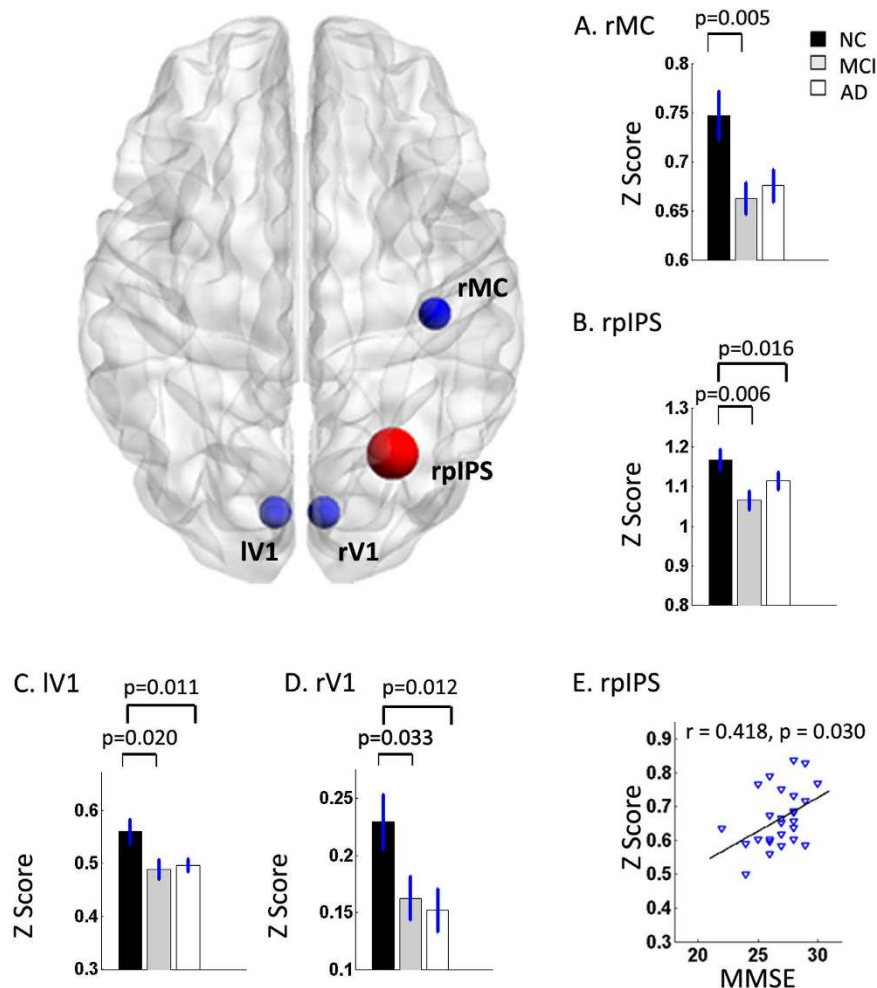 A. rMC
p=0.005
NC
MCI
AD
Z Score
0.8
0.75
0.7
0.65
0.6
rMC
rpIPS
lV1
rV1
B. rpIPS
p=0.016
p=0.006
Z Score
1.3
1.2
1.1
1
0.9
0.8
C. lV1
p=0.011
p=0.020
Z Score
0.6
0.5
0.4
0.3
D. rV1
p=0.012
p=0.033
Z Score
0.25
0.2
0.15
0.1
E. rpIPS
r = 0.418, p = 0.030
Z Score
0.9
0.8
0.7
0.6
0.5
0.4
0.3
20
25
30
MMSE